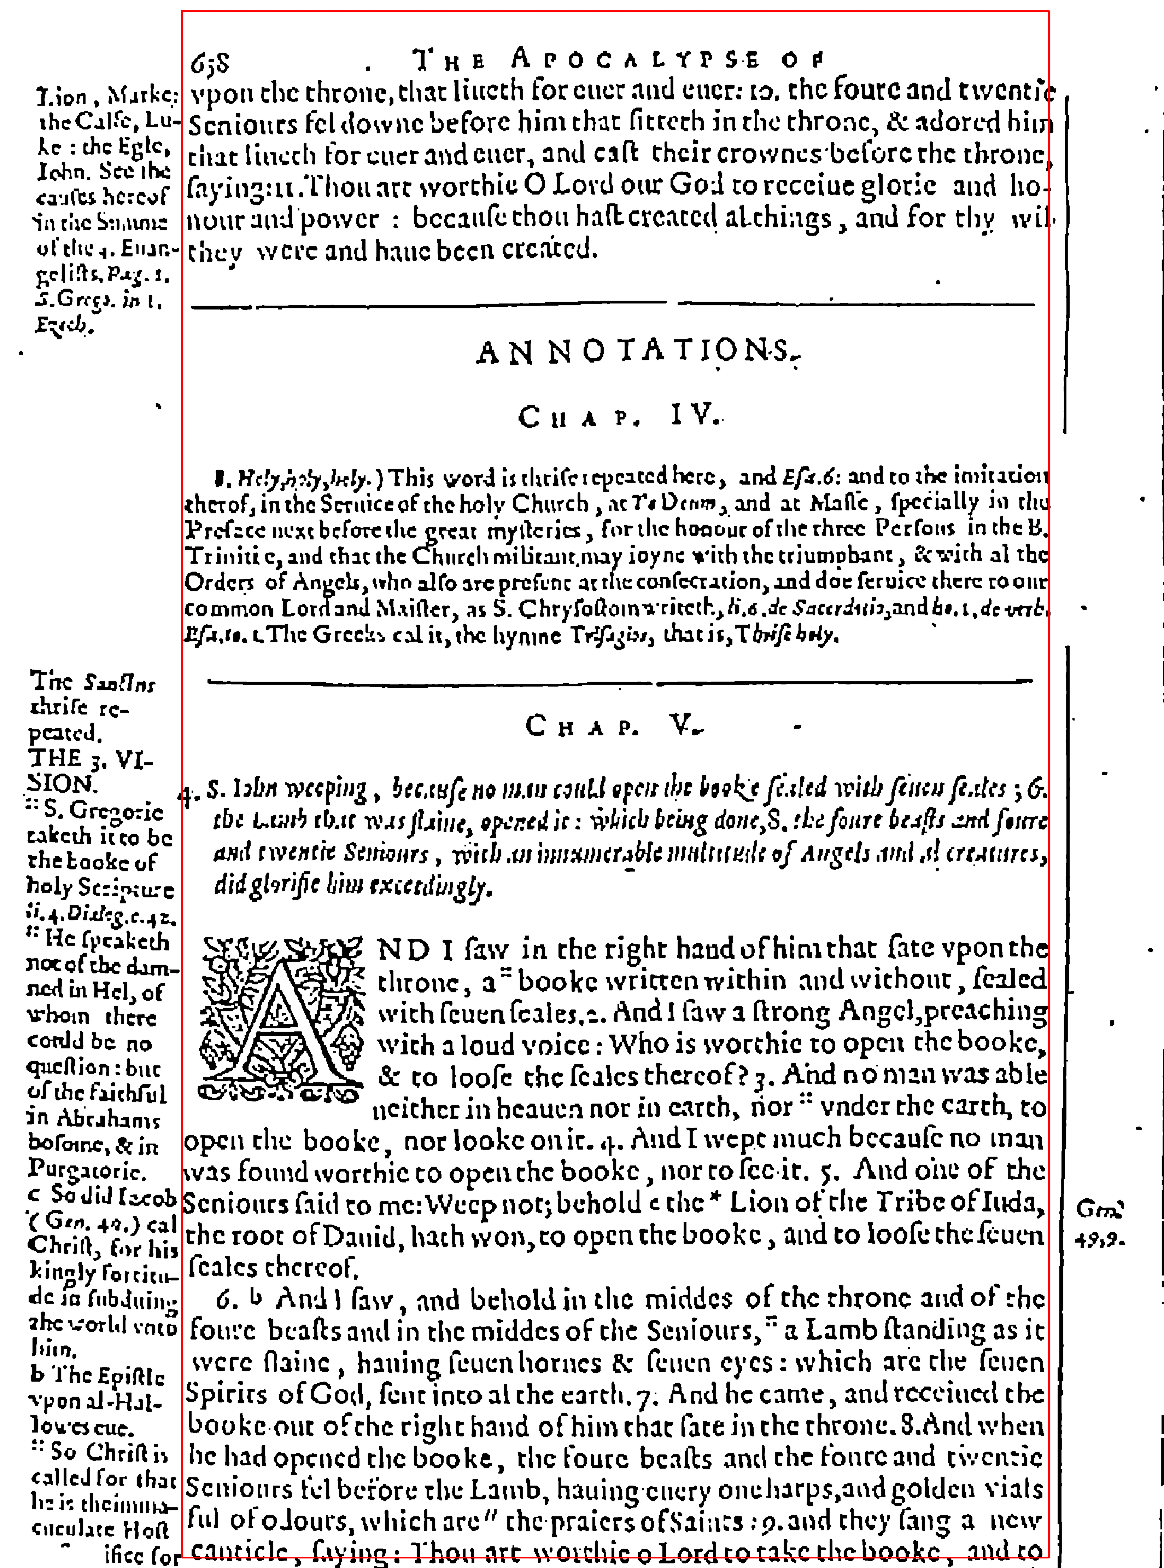 638 . THE APOCALYPSE OF
vpon the throne, that liueth for euer and euer: 10. the foure and twentie
Seniours fel downe before him that sitteth in the throne, & adored him
that liueth for euer and euer, and cast their crownes before the throne,
saying: 11. Thou art worthie O Lord our God to receiue glorie and ho-
nour and power : because thou hast created al things, and for thy wil
they were and haue been created.
ANNOTATIONS.
CHAP. IV.
8. Holy, holy, holy. ) This word is thrise repeated here, and Esa. 6: and to the imitation
therof, in the Seruice of the holy Church, at Te Deum, and at Masse, specially in the
Preface next before the great mysteries, for the honour of the three Persons in the B.
Trinitie, and that the Church militant may ioyne with the triumphant, & with al the
Orders of Angels, who also are present at the consecration, and doe seruice there to our
common Lord and Maister, as S. Chrysostom writeth, li. 6. de Sacerdotio, and ho. 1. de verb.
Esa. to. 1. The Greeks cal it, the hymne Trisagion, that is, Thrise holy.
CHAP. V.
4. S. Iohn weeping, because no man could open the booke sealed with seuen seales ; 6.
the Lamb that was slaine, opened it : which being done, 8. the foure beasts and foure
and twentie Seniours, with an innumerable multitude of Angels and al creatures,
did glorifie him exceedingly.
AND I saw in the right hand of him that sate vpon the
throne, a :: booke written within and without, sealed
with seuen seales. 2. And I saw a strong Angel, preaching
with a loud voice : Who is worthie to open the booke,
& to loose the seales thereof? 3. And no man was able
neither in heauen nor in earth, nor :: vnder the earth, to
open the booke, nor looke on it. 4. And I wept much because no man
was found worthie to open the booke, nor to see it. 5. And one of the
Seniours said to me: Weep not; behold c the * Lion of the Tribe of Iuda,
the root of Dauid, hath won, to open the booke, and to loose the seuen
seales thereof.
6. b And I saw, and behold in the middes of the throne and of the
foure beasts and in the middes of the Seniours, :: a Lamb standing as it
were slaine, hauing seuen hornes & seuen eyes : which are the seuen
Spirits of God, sent into al the earth. 7. And he came, and receiued the
booke out of the right hand of him that sate in the throne. 8. And when
he had opened the booke, the foure beasts and the foure and twentie
Seniours fel before the Lamb, hauing euery one harps, and golden vials
ful of odours, which are " the praiers of Saints : 9. and they sang a new
canticle, saying : Thou art worthie o Lord to take the booke, and to
Lion, Marke:
the Calfe, Lu-
ke : the Egle,
Iohn. See the
causes hereof
in the Summe
of the 4. Euan-
gelists, Pag. 1.
S. Greg. in 1.
Ezech.
The Sanctus
thrise re-
peated.
THE 3. VI-
SION.
:: S. Gregorie
taketh it to be
the booke of
holy Scripture
li. 4. Dialog. c. 42.
:: He speaketh
not of the dam-
ned in Hel, of
whom there
could be no
question : but
of the faithful
in Abrahams
bosome, & in
Purgatorie.
c So did Iacob
( Gen. 49. ) cal
Christ, for his
kingly fortitu-
de in subduing
the world vnto
him.
b The Epistle
vpon al-Hal-
lowes eue.
:: So Christ is
called for that
he is the imma-
cuculate Host
ifice for
Gen.
49, 9.